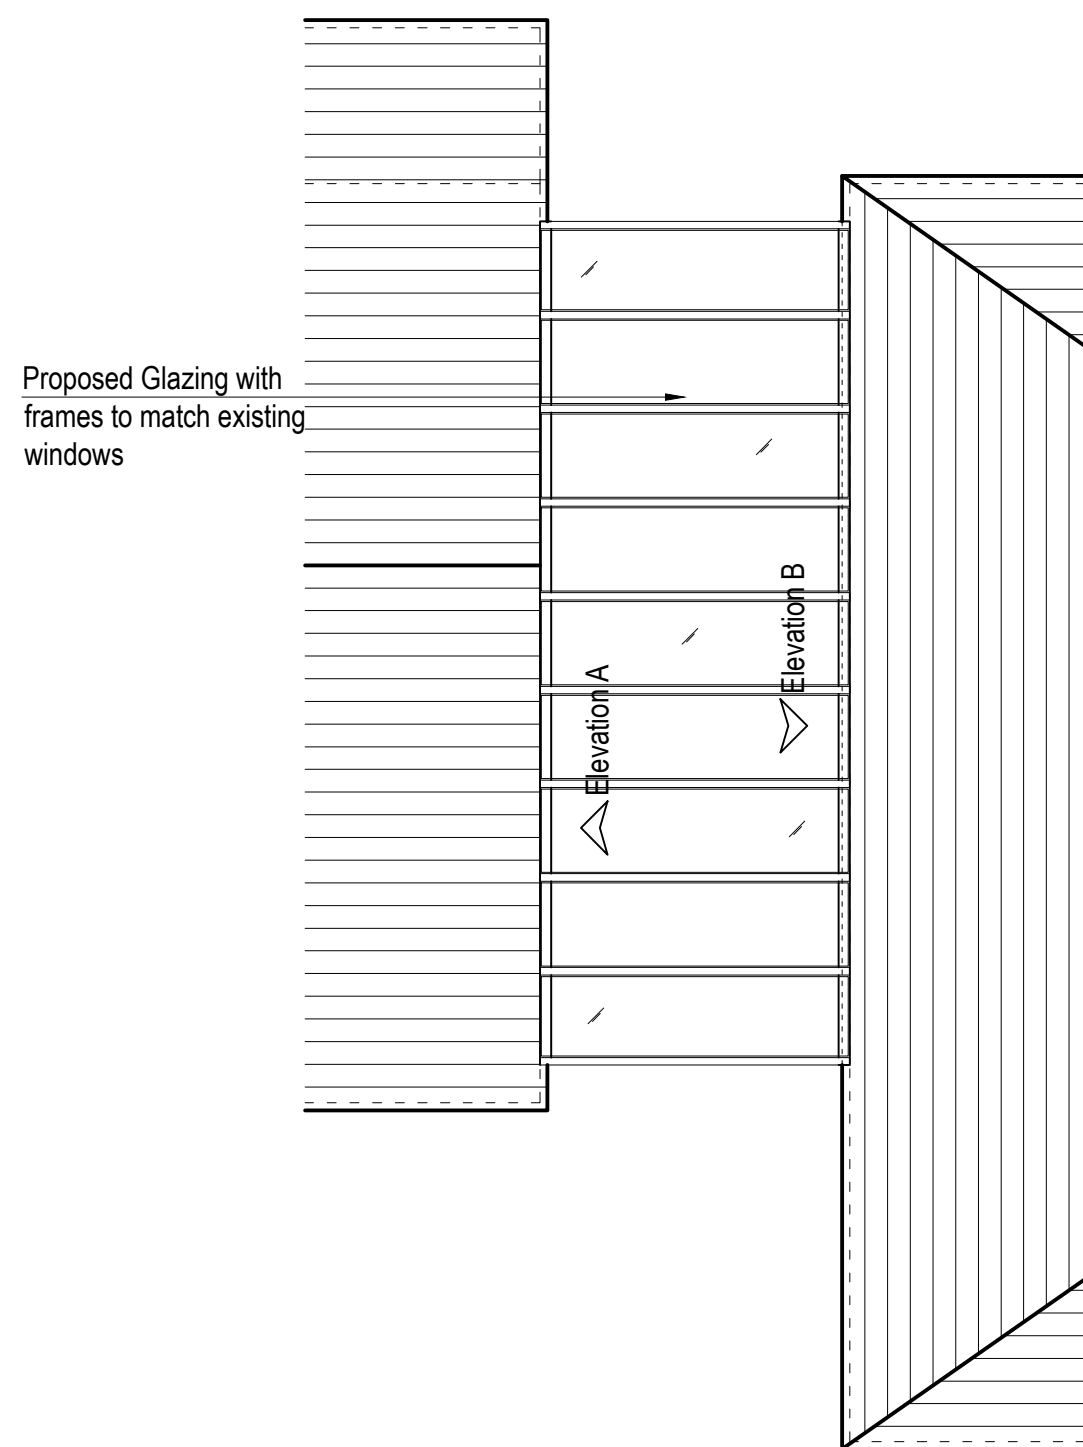 Proposed Glazing with
frames to match existing
windows
Elevation A
Elevation B